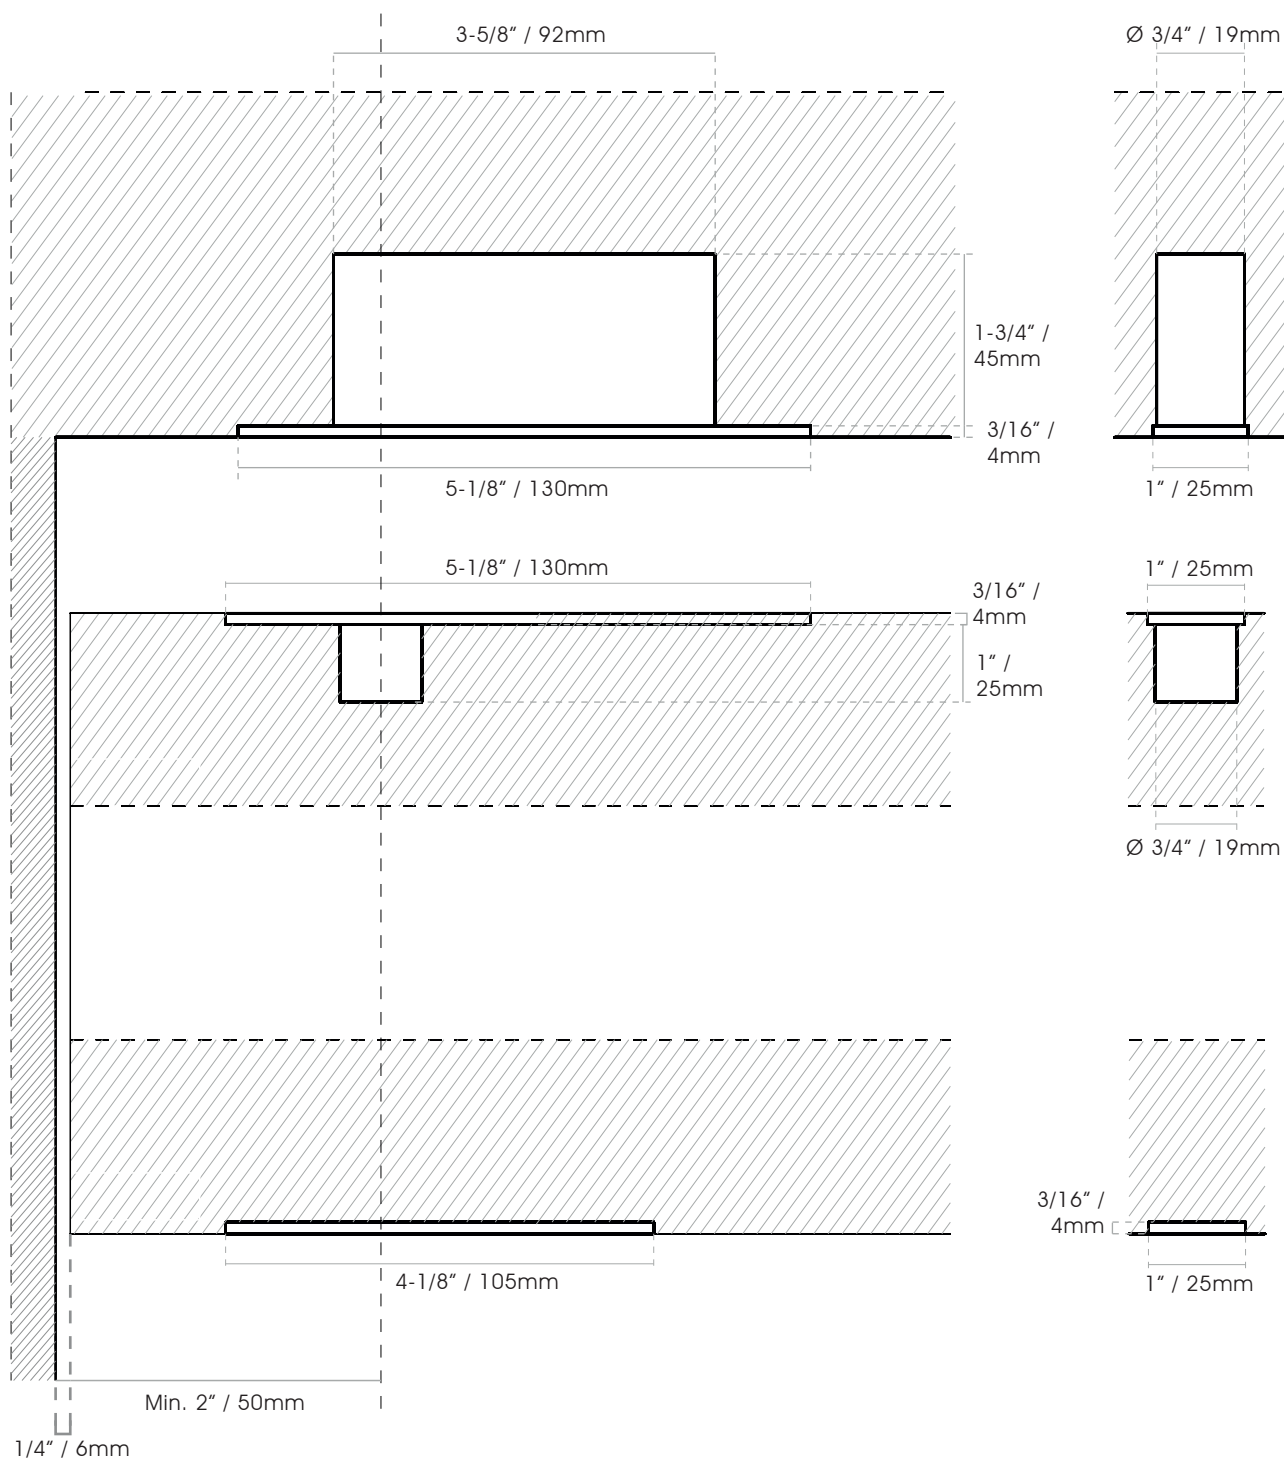 3-5/8" / 92mm
Ø 3/4" / 19mm
1-3/4" /
45mm
3/16" /
4mm
5-1/8" / 130mm
1" / 25mm
5-1/8" / 130mm
1" / 25mm
3/16" /
4mm
1" /
25mm
Ø 3/4" / 19mm
3/16" /
4mm
4-1/8" / 105mm
1" / 25mm
Min. 2" / 50mm
1/4" / 6mm